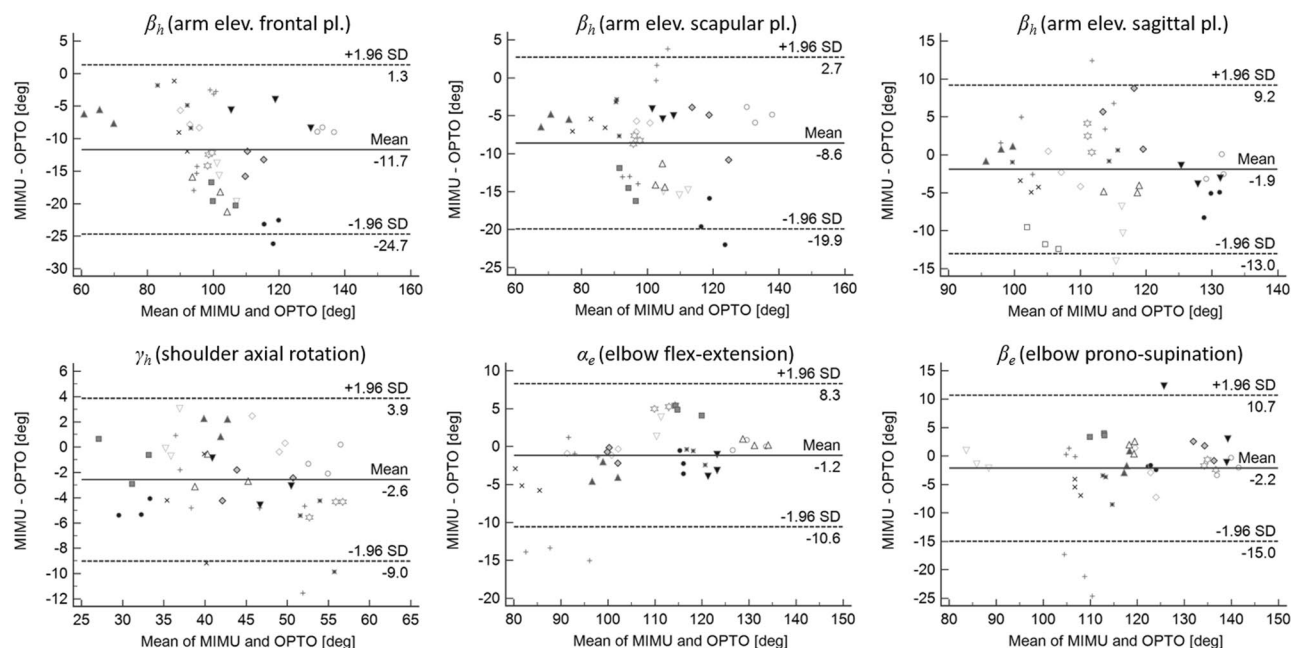 β_h (arm elev. frontal pl.)
MIMU - OPTO [deg]
5
0
-5
-10
-15
-20
-25
-30
+1.96 SD
1.3
Mean
-11.7
-1.96 SD
-24.7
60 80 100 120 140 160
Mean of MIMU and OPTO [deg]
β_h (arm elev. scapular pl.)
MIMU - OPTO [deg]
5
0
-5
-10
-15
-20
-25
+1.96 SD
2.7
Mean
-8.6
-1.96 SD
-19.9
60 80 100 120 140 160
Mean of MIMU and OPTO [deg]
β_h (arm elev. sagittal pl.)
MIMU - OPTO [deg]
15
10
5
0
-5
-10
-15
+1.96 SD
9.2
Mean
-1.9
-1.96 SD
-13.0
90 100 110 120 130 140
Mean of MIMU and OPTO [deg]
γ_h (shoulder axial rotation)
MIMU - OPTO [deg]
6
4
2
0
-2
-4
-6
-8
-10
-12
+1.96 SD
3.9
Mean
-2.6
-1.96 SD
-9.0
25 30 35 40 45 50 55 60 65
Mean of MIMU and OPTO [deg]
α_e (elbow flex-extension)
MIMU - OPTO [deg]
10
5
0
-5
-10
-15
-20
+1.96 SD
8.3
Mean
-1.2
-1.96 SD
-10.6
80 90 100 110 120 130 140 150
Mean of MIMU and OPTO [deg]
β_e (elbow prono-supination)
MIMU - OPTO [deg]
15
10
5
0
-5
-10
-15
-20
-25
+1.96 SD
10.7
Mean
-2.2
-1.96 SD
-15.0
80 90 100 110 120 130 140 150
Mean of MIMU and OPTO [deg]